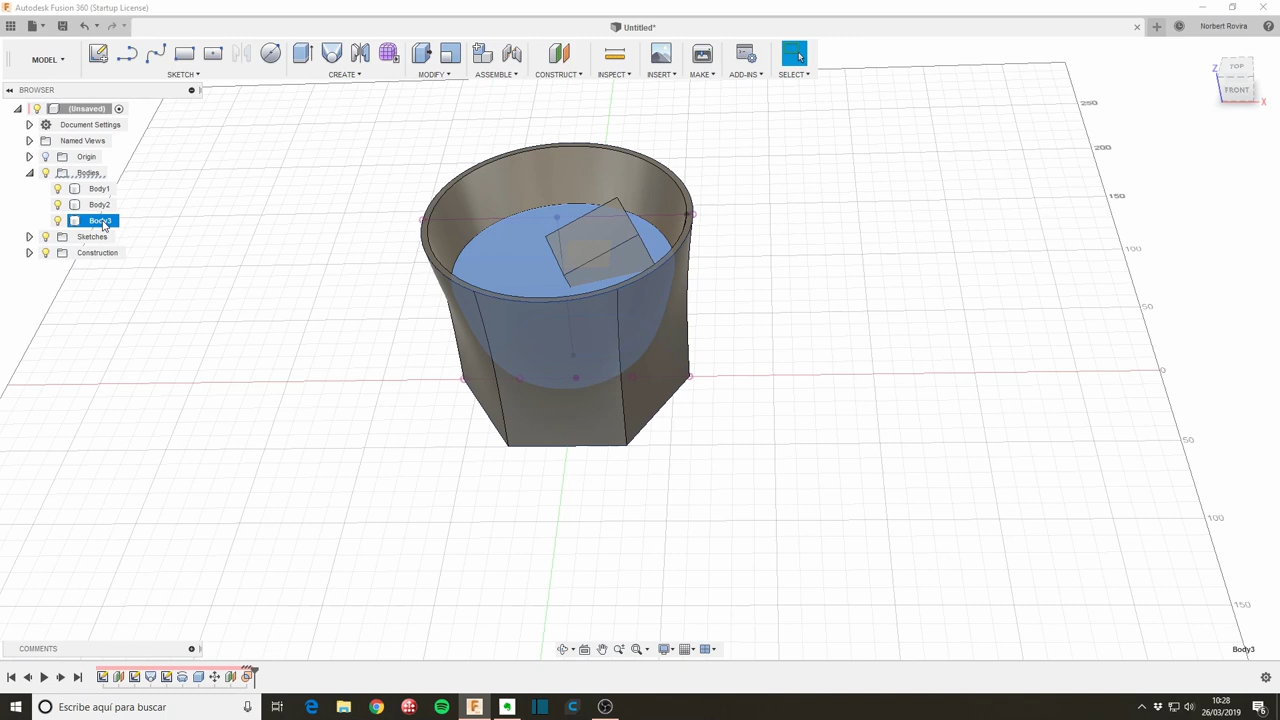 Autodesk Fusion 360 (Startup License)
Untitled*
Norbert Rovira
MODEL
SKETCH
CREATE
MODIFY
ASSEMBLE
CONSTRUCT
INSPECT
INSERT
MAKE
ADD-INS
SELECT
BROWSER
(Unsaved)
Document Settings
Named Views
Origin
Bodies
Body1
Body2
Body3
Sketches
Construction
TOP
FRONT
Z
X
250
200
150
100
50
0
50
100
150
COMMENTS
Body3
Escribe aquí para buscar
10:28
26/03/2019
6